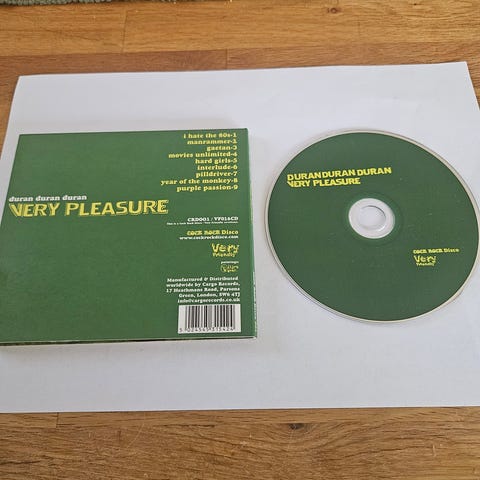 i hate the 80s-1
manrammer-2
gaetan-3
movies unlimited-4
hard girls-5
interlude-6
pilldriver-7
year of the monkey-8
purple passion-9
duran duran duran
VERY PLEASURE
CRD001 / VF016CD
COCK ROCK Disco
www.cockrockdisco.com
Very
Friendly
Manufactured & Distributed
worldwide by Cargo Records,
17 Heathmans Road, Parsons
Green, London, SW6 4TJ
info@cargorecords.co.uk
5 024545 315424
DURAN DURAN DURAN
VERY PLEASURE
COCK ROCK Disco
Very
Friendly